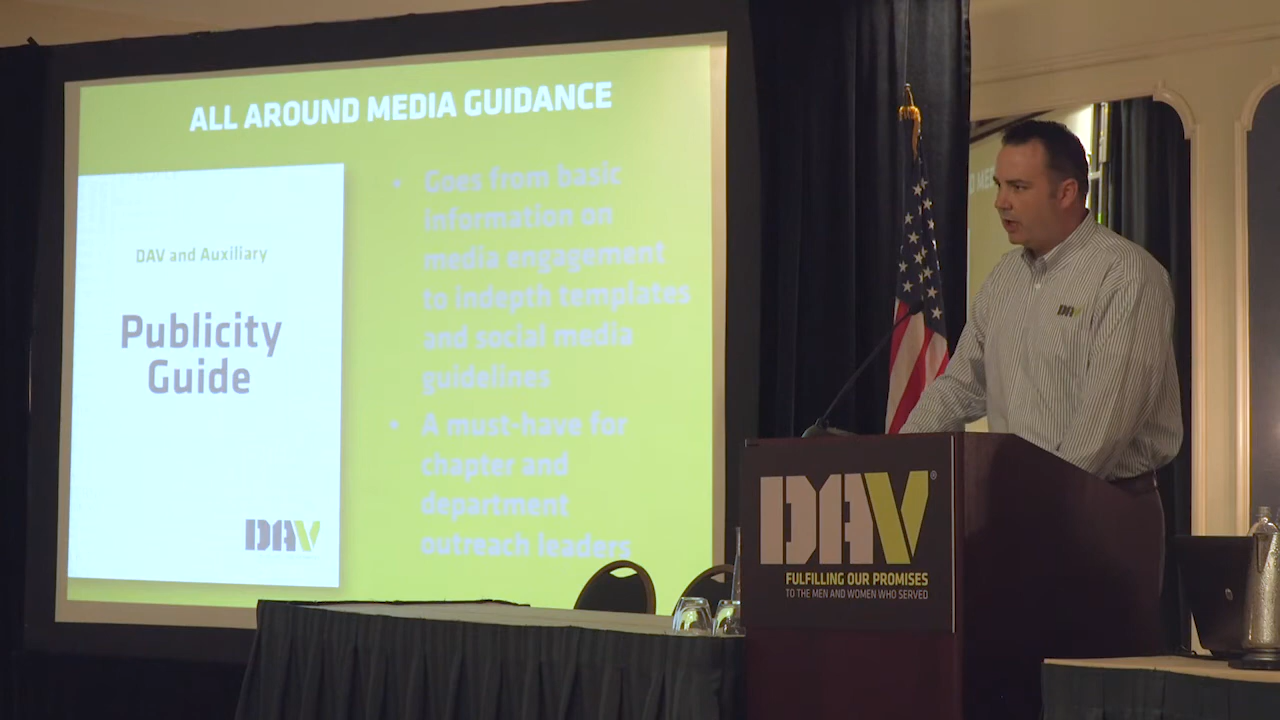 ALL AROUND MEDIA GUIDANCE
DAV and Auxiliary
Publicity
Guide
DAV
• Goes from basic
information on
media engagement
to indepth templates
and social media
guidelines
• A must-have for
chapter and
department
outreach leaders
DAV
DAV®
FULFILLING OUR PROMISES
TO THE MEN AND WOMEN WHO SERVED